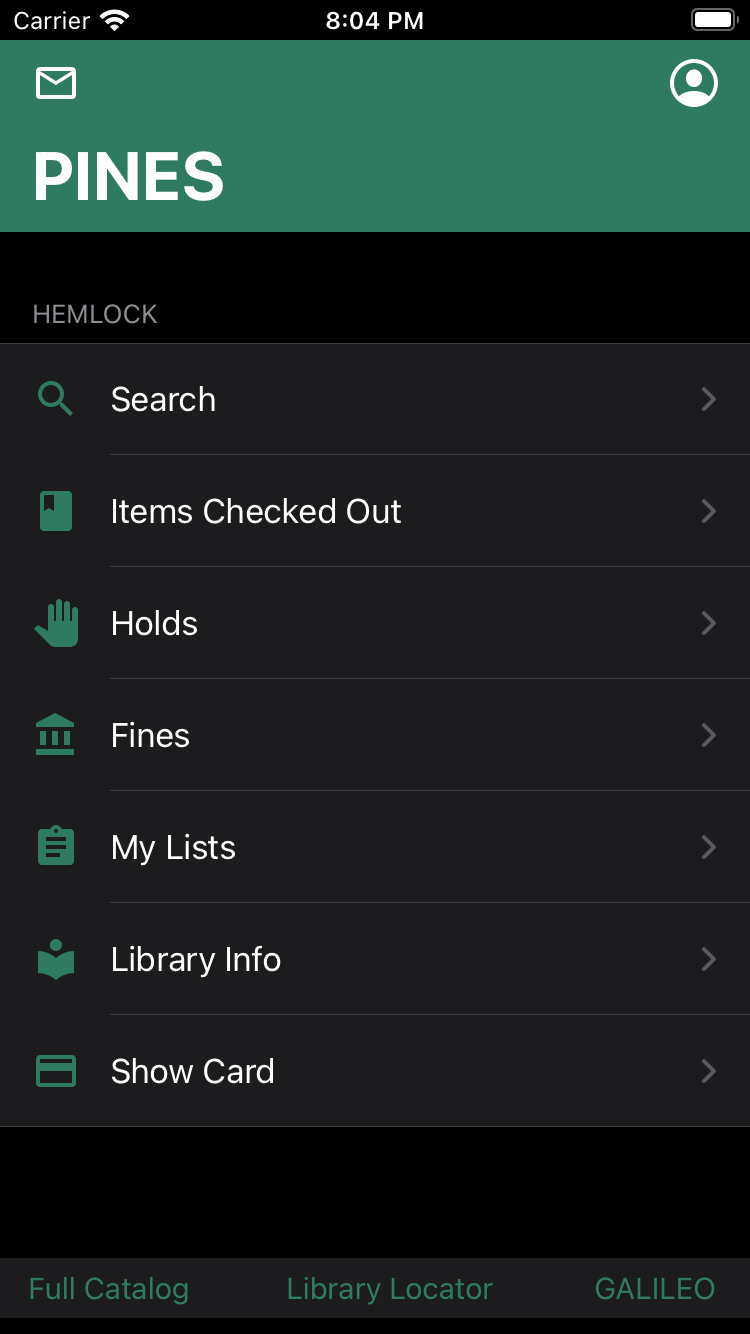 Carrier 8:04 PM
PINES
HEMLOCK
Search
Items Checked Out
Holds
Fines
My Lists
Library Info
Show Card
Full Catalog Library Locator GALILEO